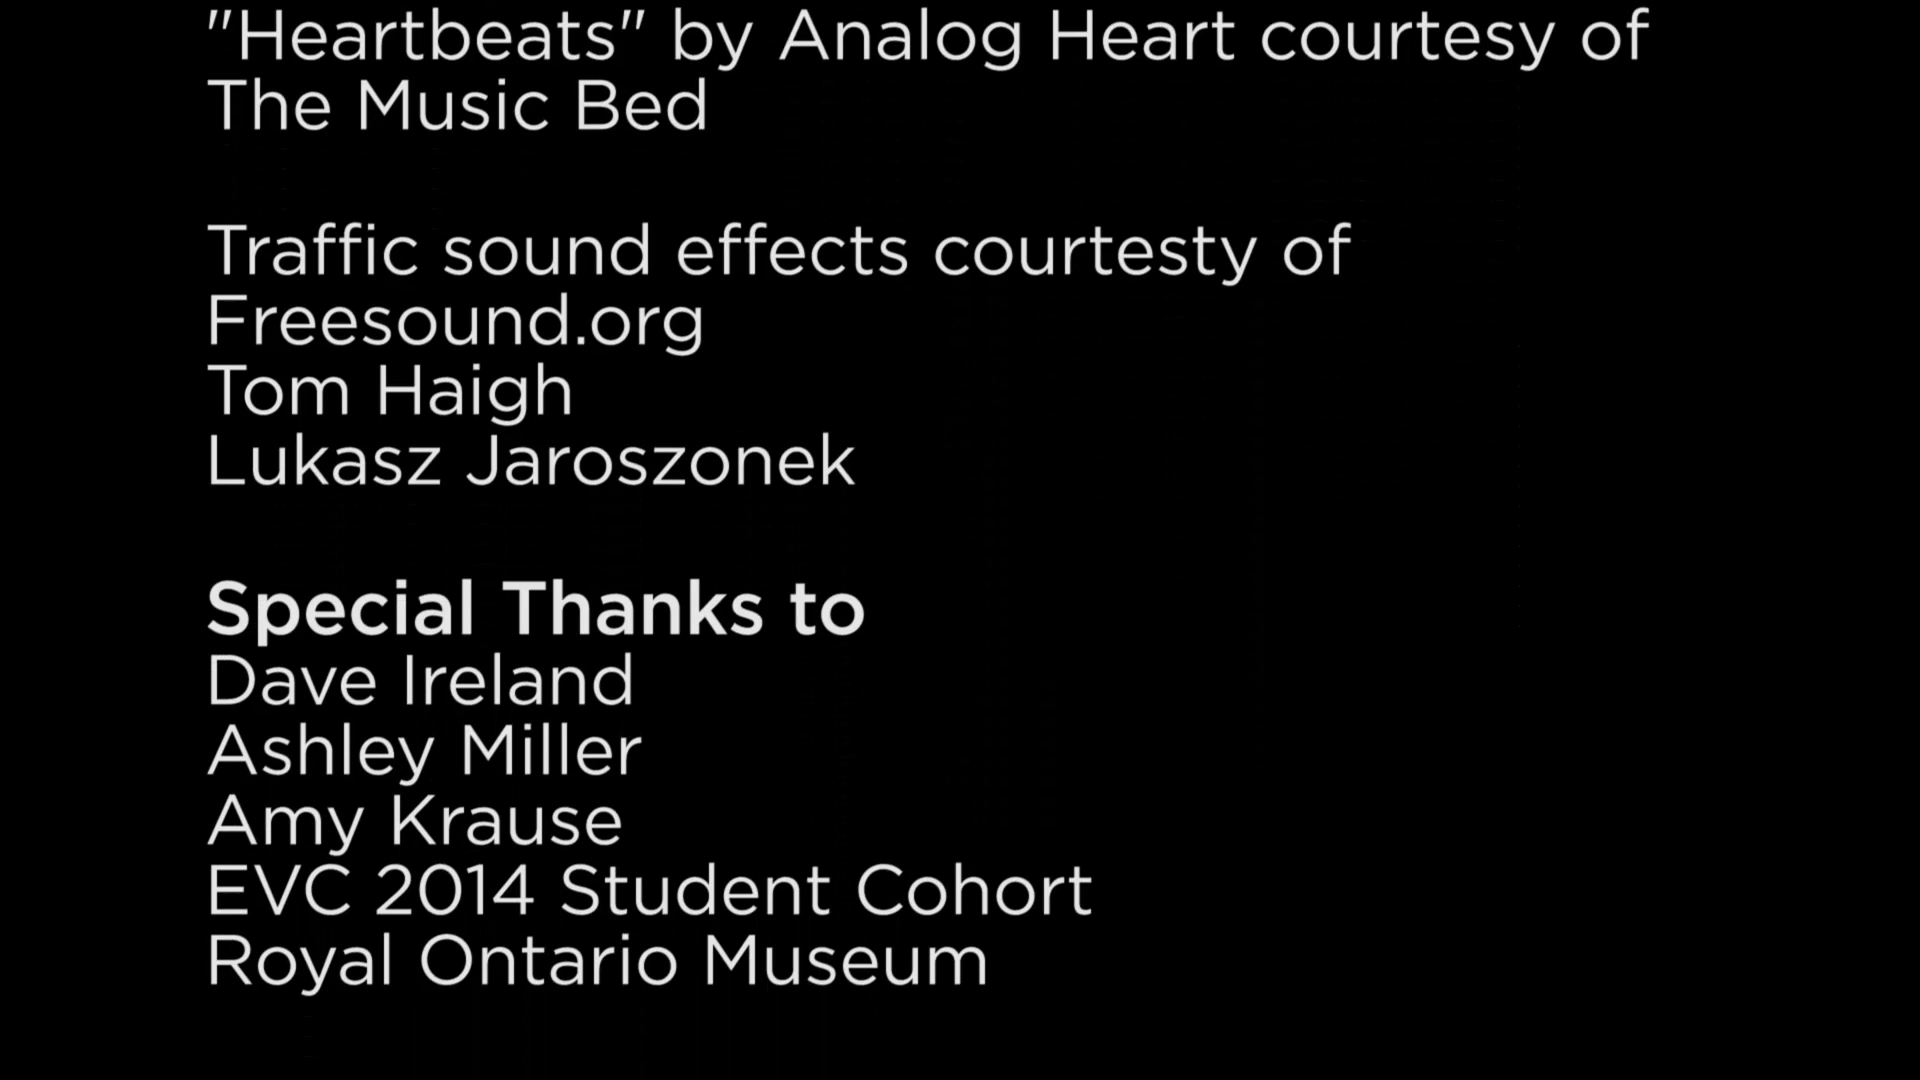 "Heartbeats" by Analog Heart courtesy of
The Music Bed
Traffic sound effects courtesty of
Freesound.org
Tom Haigh
Lukasz Jaroszonek
Special Thanks to
Dave Ireland
Ashley Miller
Amy Krause
EVC 2014 Student Cohort
Royal Ontario Museum